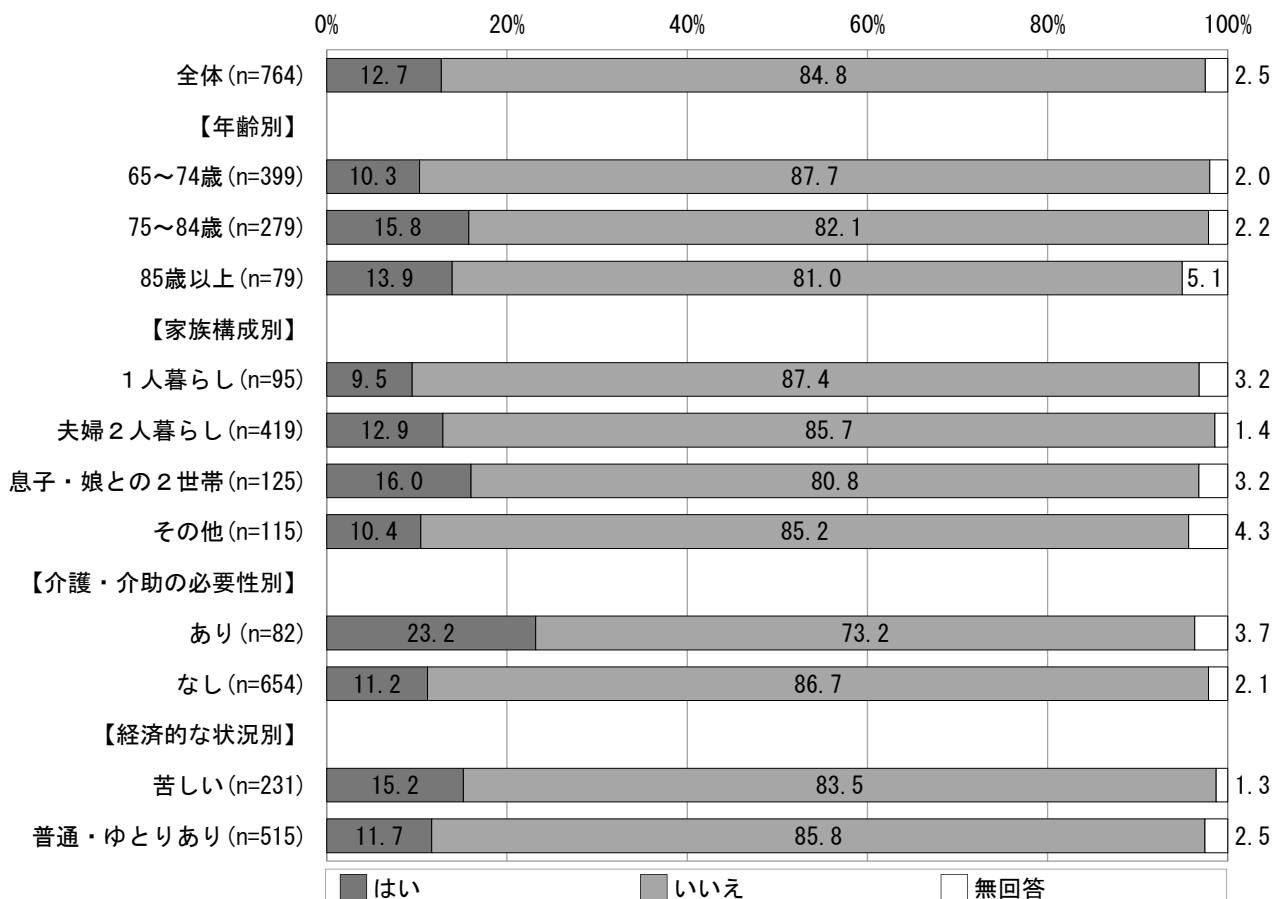 0% 20% 40% 60% 80% 100%
全体(n=764) 12.7 84.8 2.5
【年齢別】
65～74歳(n=399) 10.3 87.7 2.0
75～84歳(n=279) 15.8 82.1 2.2
85歳以上(n=79) 13.9 81.0 5.1
【家族構成別】
１人暮らし(n=95) 9.5 87.4 3.2
夫婦２人暮らし(n=419) 12.9 85.7 1.4
息子・娘との２世帯(n=125) 16.0 80.8 3.2
その他(n=115) 10.4 85.2 4.3
【介護・介助の必要性別】
あり(n=82) 23.2 73.2 3.7
なし(n=654) 11.2 86.7 2.1
【経済的な状況別】
苦しい(n=231) 15.2 83.5 1.3
普通・ゆとりあり(n=515) 11.7 85.8 2.5
はい いいえ 無回答